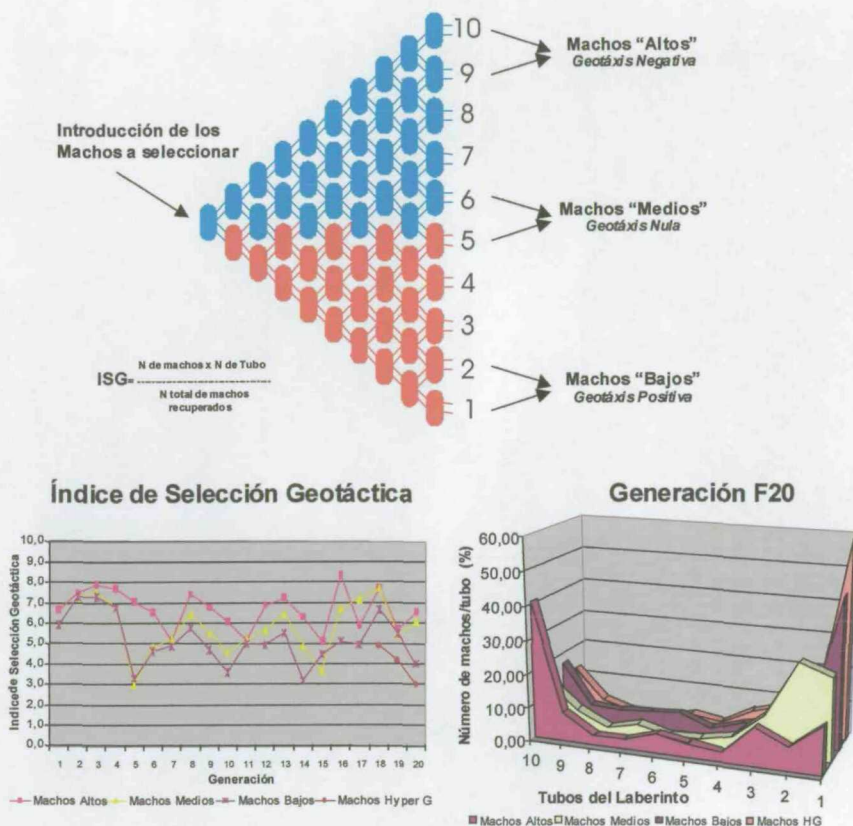 10
9
8
7
6
5
4
3
2
1
Machos "Altos"
Geotáxis Negativa
Introducción de los
Machos a seleccionar
Machos "Medios"
Geotáxis Nula
Machos "Bajos"
Geotáxis Positiva
N de machos x N de Tubo
ISG=
N total de machos
recuperados
Índice de Selección Geotáctica
10,0
9,0
8,0
7,0
6,0
5,0
4,0
3,0
2,0
1,0
0,0
Indicede Selección Geotáctica
1 2 3 4 5 6 7 8 9 10 11 12 13 14 15 16 17 18 19 20
Generación
Machos Altos Machos Medios Machos Bajos Machos Hyper G
Generación F20
60,00
50,00
40,00
30,00
20,00
10,00
0,00
Número de machos/tubo (%)
10 9 8 7 6 5 4 3 2 1
Tubos del Laberinto
Machos Altos Machos Medios Machos Bajos Machos HG